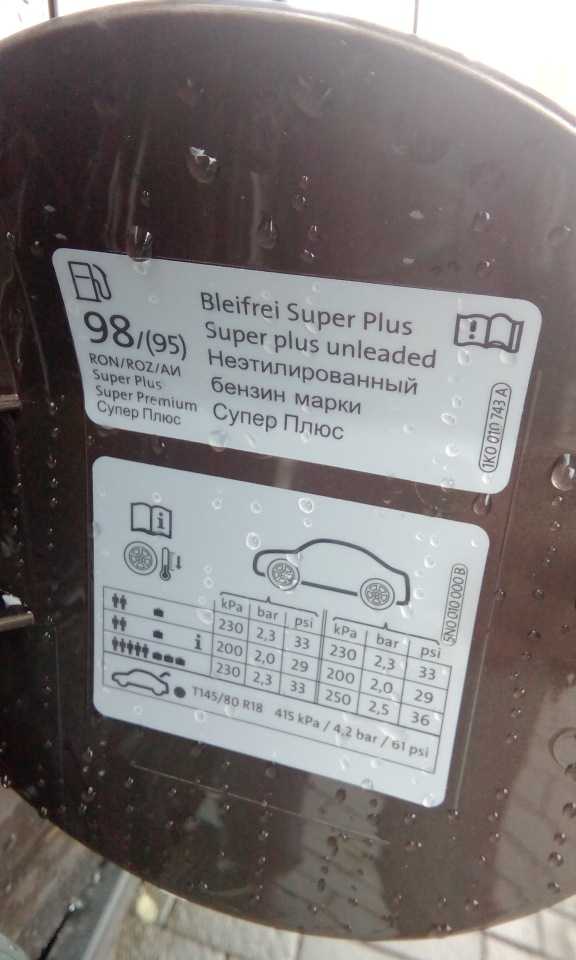 98/(95)
RON/ROZ/АИ
Super Plus
Super Premium
Супер Плюс
Bleifrei Super Plus
Super plus unleaded
Неэтилированный
бензин марки
Супер Плюс
1K0 010 743 A
i
kPa bar psi kPa bar psi
230 2,3 33 230 2,3 33
i 200 2,0 29 200 2,0 29
230 2,3 33 250 2,5 36
T145/80 R18 415 kPa / 4.2 bar / 61 psi
5N0 010 000 B